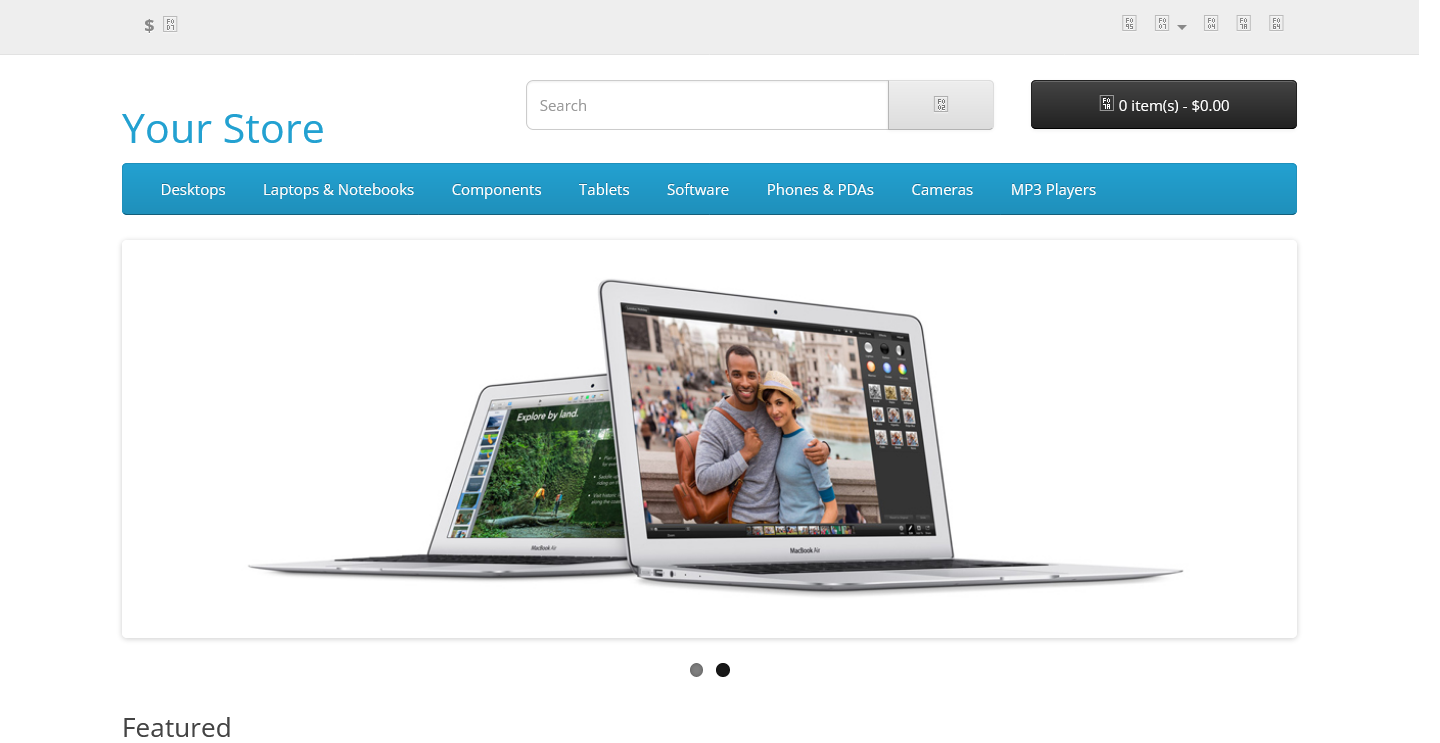 $
Search
0 item(s) - $0.00
Your Store
Desktops Laptops & Notebooks Components Tablets Software Phones & PDAs Cameras MP3 Players
Explore by land.
MacBook Air
MacBook Air
Featured